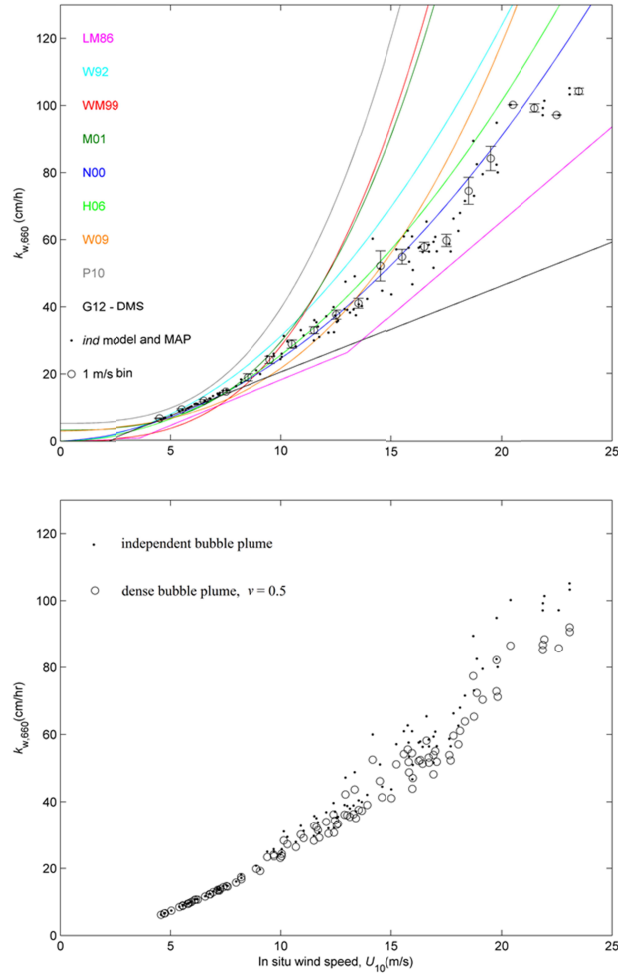 120
100
80
60
40
20
0
k_w,660 (cm/h)
LM86
W92
WM99
M01
N00
H06
W09
P10
G12 - DMS
ind model and MAP
1 m/s bin
0 5 10 15 20 25
120
100
80
60
40
20
0
k_w,660(cm/hr)
independent bubble plume
dense bubble plume, v = 0.5
0 5 10 15 20 25
In situ wind speed, U_10(m/s)